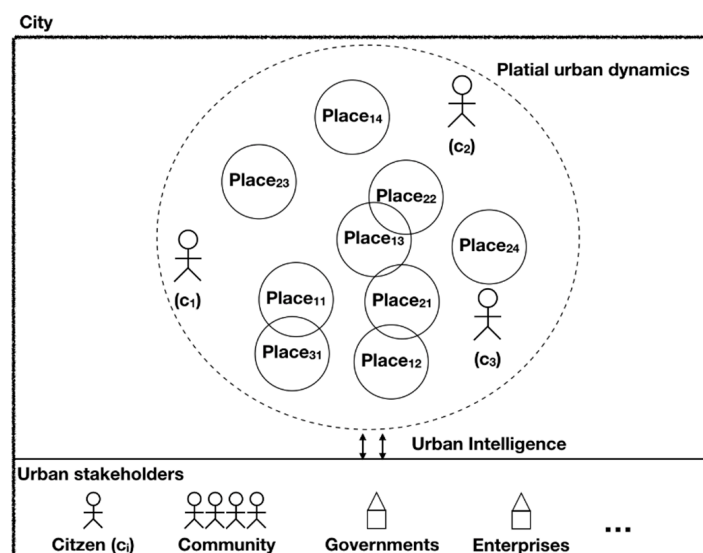 City
Platial urban dynamics
Place₁₄
(c₂)
Place₂₃
Place₂₂
Place₁₃
Place₂₄
(c₁)
Place₁₁
Place₂₁
Place₃₁
Place₁₂
(c₃)
Urban Intelligence
Urban stakeholders
Citzen (cᵢ)
Community
Governments
Enterprises
...